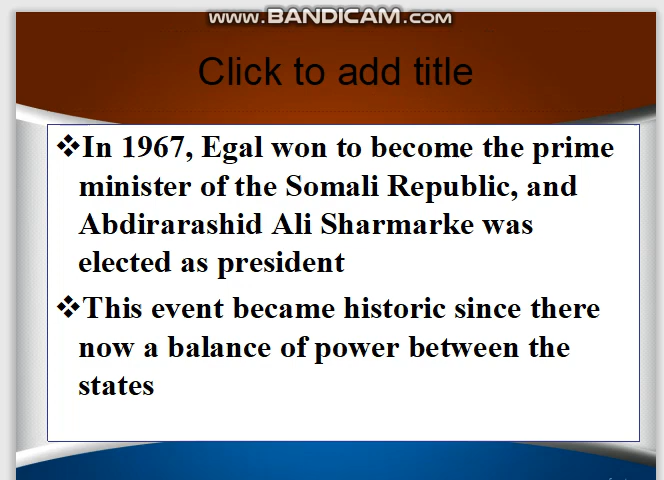 www.BANDICAM.com
Click to add title
❖In 1967, Egal won to become the prime
minister of the Somali Republic, and
Abdirarashid Ali Sharmarke was
elected as president
❖This event became historic since there
now a balance of power between the
states